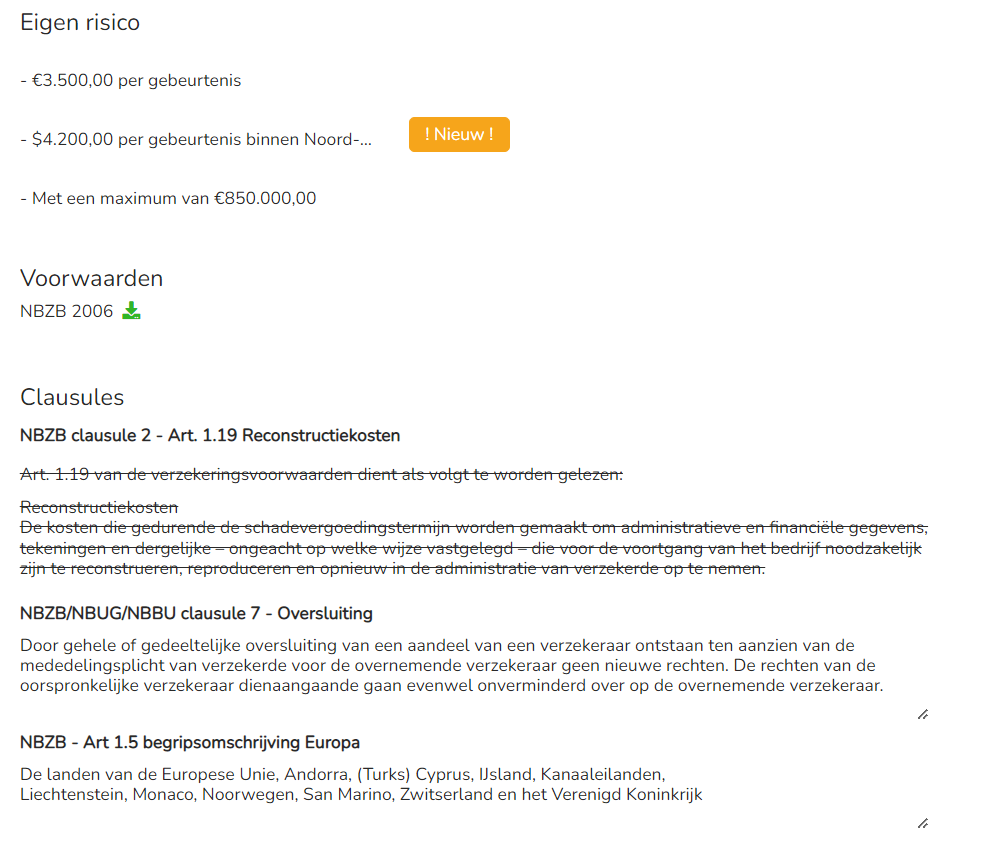 Eigen risico
- €3.500,00 per gebeurtenis
- $4.200,00 per gebeurtenis binnen Noord-...
! Nieuw !
- Met een maximum van €850.000,00
Voorwaarden
NBZB 2006
Clausules
NBZB clausule 2 - Art. 1.19 Reconstructiekosten
Art. 1.19 van de verzekeringsvoorwaarden dient als volgt te worden gelezen:
Reconstructiekosten
De kosten die gedurende de schadevergoedingstermijn worden gemaakt om administratieve en financiële gegevens,
tekeningen en dergelijke – ongeacht op welke wijze vastgelegd – die voor de voortgang van het bedrijf noodzakelijk
zijn te reconstrueren, reproduceren en opnieuw in de administratie van verzekerde op te nemen.
NBZB/NBUG/NBBU clausule 7 - Oversluiting
Door gehele of gedeeltelijke oversluiting van een aandeel van een verzekeraar ontstaan ten aanzien van de
mededelingsplicht van verzekerde voor de overnemende verzekeraar geen nieuwe rechten. De rechten van de
oorspronkelijke verzekeraar dienaangaande gaan evenwel onverminderd over op de overnemende verzekeraar.
NBZB - Art 1.5 begripsomschrijving Europa
De landen van de Europese Unie, Andorra, (Turks) Cyprus, IJsland, Kanaaleilanden,
Liechtenstein, Monaco, Noorwegen, San Marino, Zwitserland en het Verenigd Koninkrijk